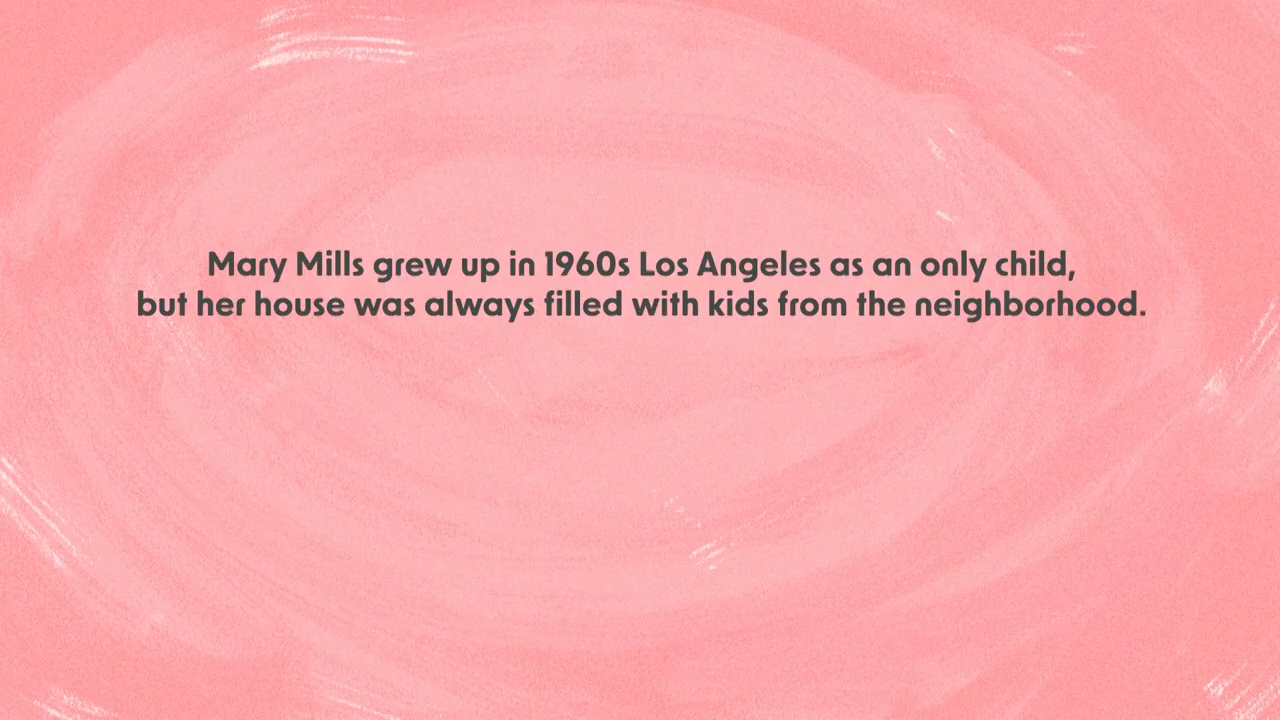 Mary Mills grew up in 1960s Los Angeles as an only child,
but her house was always filled with kids from the neighborhood.